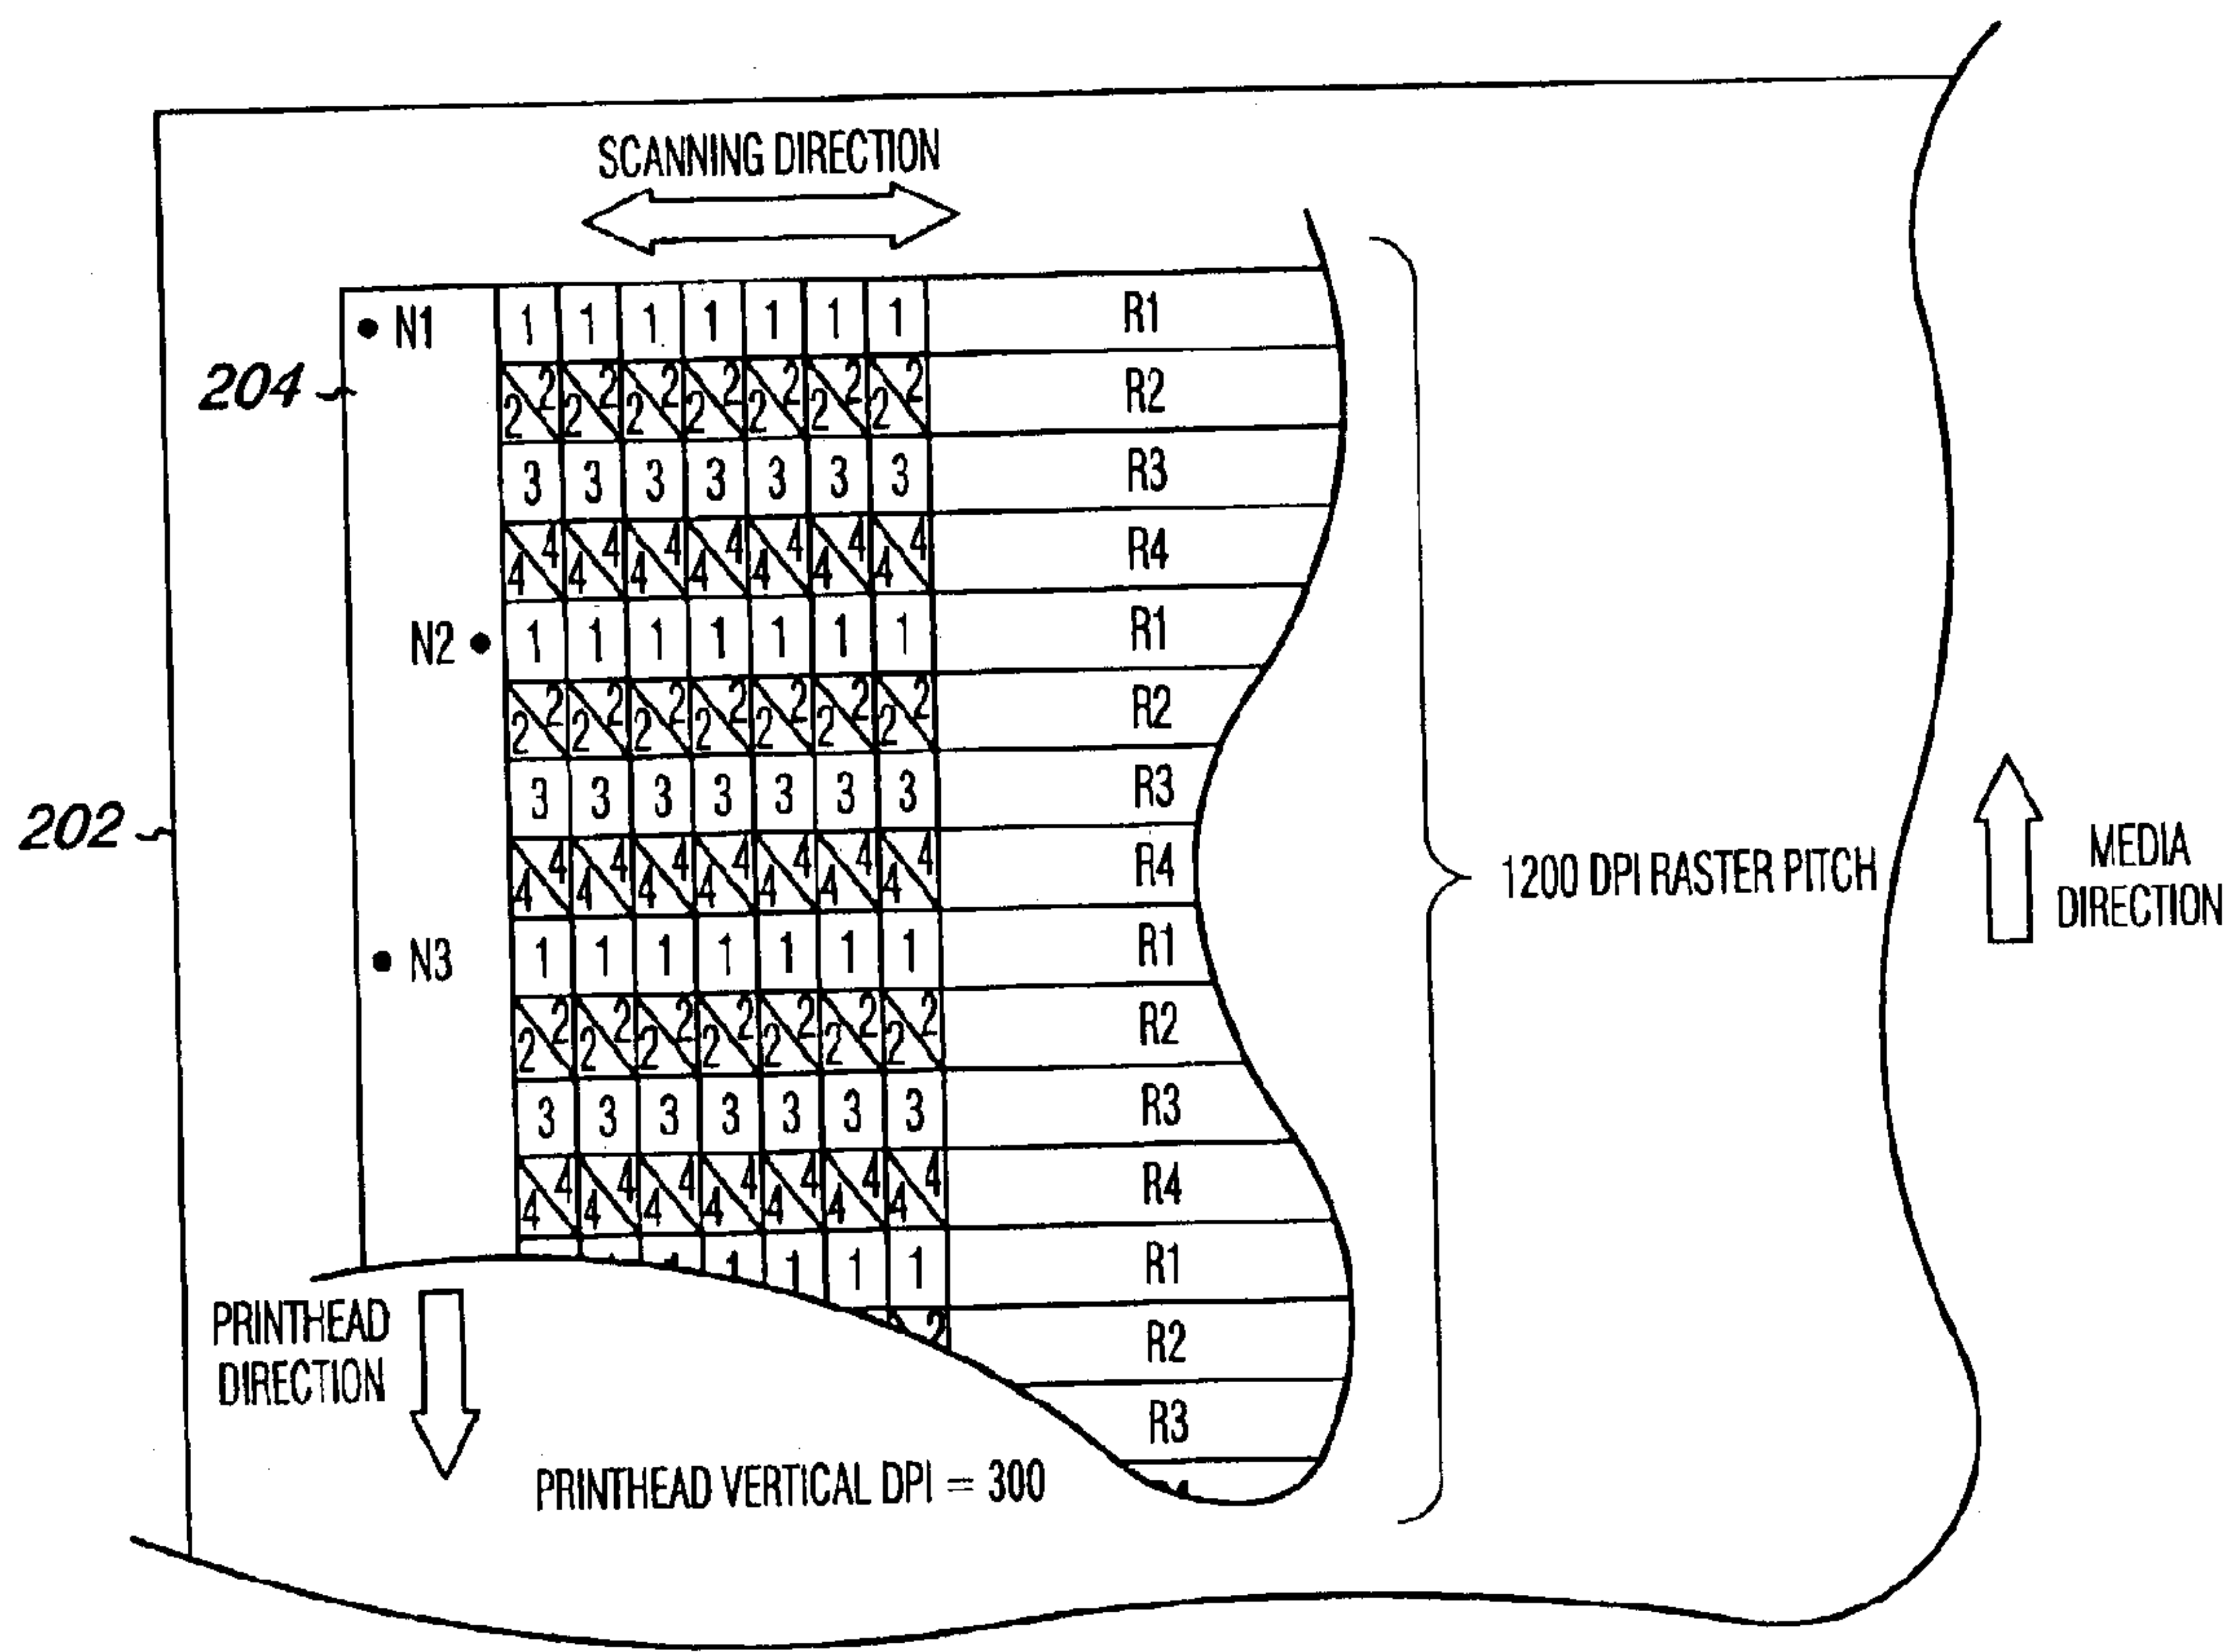 SCANNING DIRECTION
N1 1 1 1 1 1 1 1 R1
204
2 2 2 2 2 2 2 R2
2 2 2 2 2 2 2
3 3 3 3 3 3 3 R3
4 4 4 4 4 4 4 R4
4 4 4 4 4 4 4
N2 1 1 1 1 1 1 1 R1
2 2 2 2 2 2 2 R2
2 2 2 2 2 2 2
3 3 3 3 3 3 3 R3
202
4 4 4 4 4 4 4 R4
4 4 4 4 4 4 4
1200 DPI RASTER PITCH
MEDIA
DIRECTION
N3 1 1 1 1 1 1 1 R1
2 2 2 2 2 2 2 R2
2 2 2 2 2 2 2
3 3 3 3 3 3 3 R3
4 4 4 4 4 4 4 R4
4 4 4 4 4 4 4
1 1 1 1 R1
2 R2
R3
PRINTHEAD
DIRECTION
PRINTHEAD VERTICAL DPI = 300